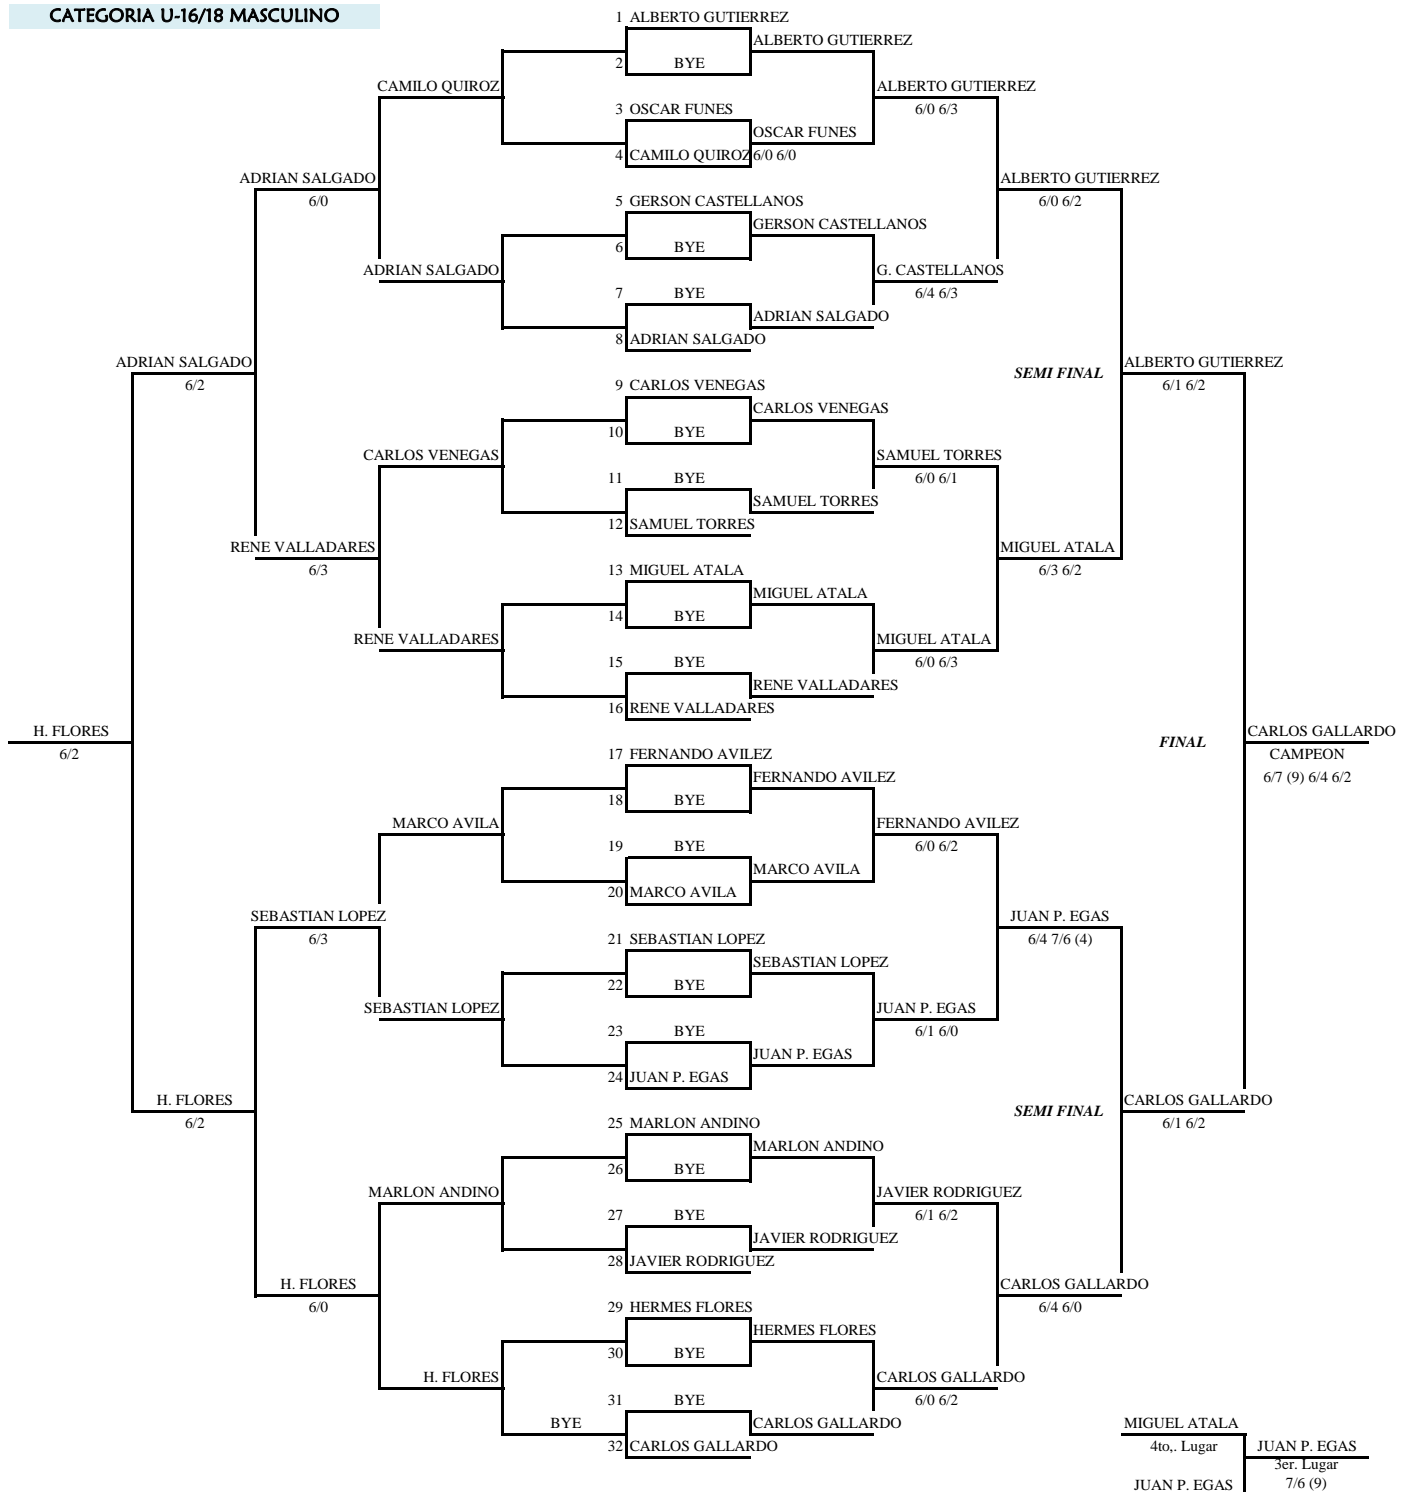 CATEGORIA U-16/18 MASCULINO
1 ALBERTO GUTIERREZ
ALBERTO GUTIERREZ
2 BYE
CAMILO QUIROZ
ALBERTO GUTIERREZ
6/0 6/3
3 OSCAR FUNES
OSCAR FUNES
4 CAMILO QUIROZ 6/0 6/0
ADRIAN SALGADO
6/0
ALBERTO GUTIERREZ
6/0 6/2
5 GERSON CASTELLANOS
GERSON CASTELLANOS
6 BYE
ADRIAN SALGADO
G. CASTELLANOS
6/4 6/3
7 BYE
ADRIAN SALGADO
8 ADRIAN SALGADO
ADRIAN SALGADO
6/2
SEMI FINAL
ALBERTO GUTIERREZ
6/1 6/2
9 CARLOS VENEGAS
CARLOS VENEGAS
10 BYE
CARLOS VENEGAS
SAMUEL TORRES
6/0 6/1
11 BYE
SAMUEL TORRES
12 SAMUEL TORRES
RENE VALLADARES
6/3
MIGUEL ATALA
6/3 6/2
13 MIGUEL ATALA
MIGUEL ATALA
14 BYE
RENE VALLADARES
MIGUEL ATALA
6/0 6/3
15 BYE
RENE VALLADARES
16 RENE VALLADARES
H. FLORES
6/2
FINAL
CARLOS GALLARDO
CAMPEON
6/7 (9) 6/4 6/2
17 FERNANDO AVILEZ
FERNANDO AVILEZ
18 BYE
MARCO AVILA
FERNANDO AVILEZ
6/0 6/2
19 BYE
MARCO AVILA
20 MARCO AVILA
SEBASTIAN LOPEZ
6/3
JUAN P. EGAS
6/4 7/6 (4)
21 SEBASTIAN LOPEZ
SEBASTIAN LOPEZ
22 BYE
SEBASTIAN LOPEZ
JUAN P. EGAS
6/1 6/0
23 BYE
JUAN P. EGAS
24 JUAN P. EGAS
H. FLORES
6/2
SEMI FINAL
CARLOS GALLARDO
6/1 6/2
25 MARLON ANDINO
MARLON ANDINO
26 BYE
MARLON ANDINO
JAVIER RODRIGUEZ
6/1 6/2
27 BYE
JAVIER RODRIGUEZ
28 JAVIER RODRIGUEZ
H. FLORES
6/0
CARLOS GALLARDO
6/4 6/0
29 HERMES FLORES
HERMES FLORES
30 BYE
H. FLORES
CARLOS GALLARDO
6/0 6/2
31 BYE
BYE
CARLOS GALLARDO
32 CARLOS GALLARDO
MIGUEL ATALA
4to,. Lugar
JUAN P. EGAS
3er. Lugar
JUAN P. EGAS
7/6 (9)